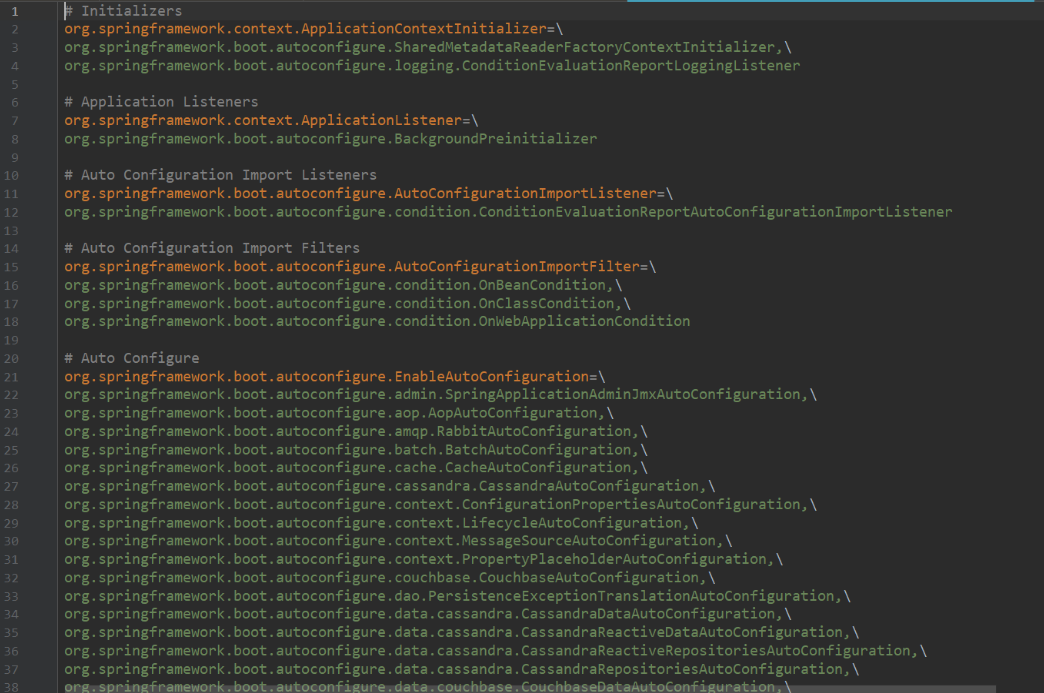 1 # Initializers
2 org.springframework.context.ApplicationContextInitializer=\
3 org.springframework.boot.autoconfigure.SharedMetadataReaderFactoryContextInitializer,\
4 org.springframework.boot.autoconfigure.logging.ConditionEvaluationReportLoggingListener
5
6 # Application Listeners
7 org.springframework.context.ApplicationListener=\
8 org.springframework.boot.autoconfigure.BackgroundPreinitializer
9
10 # Auto Configuration Import Listeners
11 org.springframework.boot.autoconfigure.AutoConfigurationImportListener=\
12 org.springframework.boot.autoconfigure.condition.ConditionEvaluationReportAutoConfigurationImportListener
13
14 # Auto Configuration Import Filters
15 org.springframework.boot.autoconfigure.AutoConfigurationImportFilter=\
16 org.springframework.boot.autoconfigure.condition.OnBeanCondition,\
17 org.springframework.boot.autoconfigure.condition.OnClassCondition,\
18 org.springframework.boot.autoconfigure.condition.OnWebApplicationCondition
19
20 # Auto Configure
21 org.springframework.boot.autoconfigure.EnableAutoConfiguration=\
22 org.springframework.boot.autoconfigure.admin.SpringApplicationAdminJmxAutoConfiguration,\
23 org.springframework.boot.autoconfigure.aop.AopAutoConfiguration,\
24 org.springframework.boot.autoconfigure.amqp.RabbitAutoConfiguration,\
25 org.springframework.boot.autoconfigure.batch.BatchAutoConfiguration,\
26 org.springframework.boot.autoconfigure.cache.CacheAutoConfiguration,\
27 org.springframework.boot.autoconfigure.cassandra.CassandraAutoConfiguration,\
28 org.springframework.boot.autoconfigure.context.ConfigurationPropertiesAutoConfiguration,\
29 org.springframework.boot.autoconfigure.context.LifecycleAutoConfiguration,\
30 org.springframework.boot.autoconfigure.context.MessageSourceAutoConfiguration,\
31 org.springframework.boot.autoconfigure.context.PropertyPlaceholderAutoConfiguration,\
32 org.springframework.boot.autoconfigure.couchbase.CouchbaseAutoConfiguration,\
33 org.springframework.boot.autoconfigure.dao.PersistenceExceptionTranslationAutoConfiguration,\
34 org.springframework.boot.autoconfigure.data.cassandra.CassandraDataAutoConfiguration,\
35 org.springframework.boot.autoconfigure.data.cassandra.CassandraReactiveDataAutoConfiguration,\
36 org.springframework.boot.autoconfigure.data.cassandra.CassandraReactiveRepositoriesAutoConfiguration,\
37 org.springframework.boot.autoconfigure.data.cassandra.CassandraRepositoriesAutoConfiguration,\
38 org.springframework.boot.autoconfigure.data.couchbase.CouchbaseDataAutoConfiguration,\